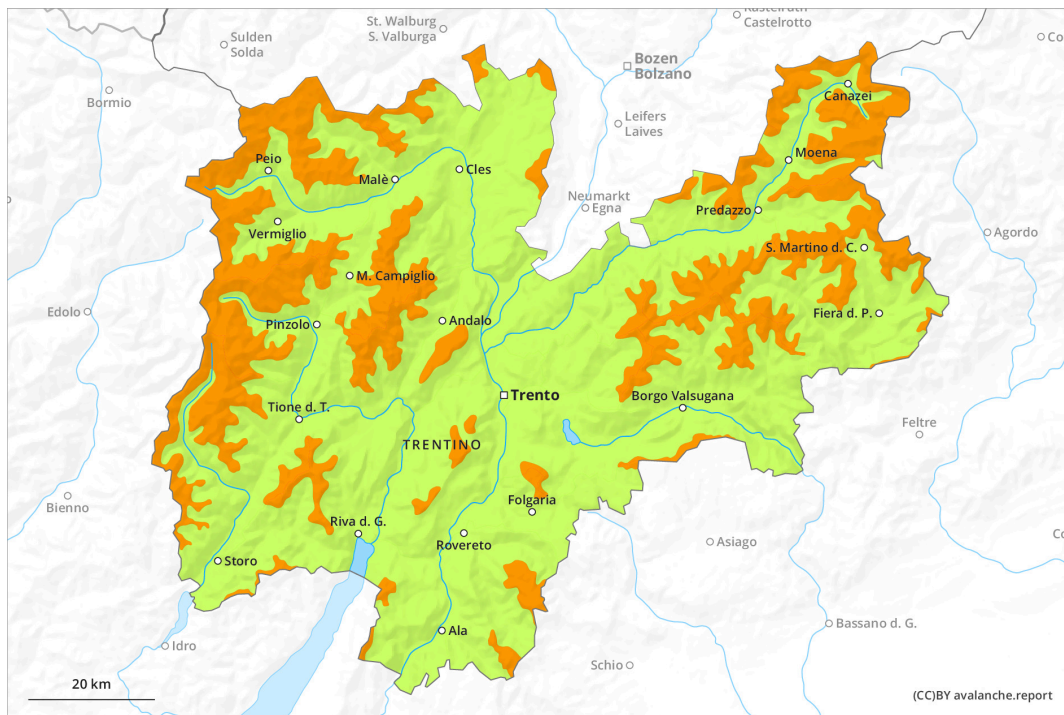 St. Walburg
S. Valburga
Kastelruth
Castelrotto
Sulden
Solda
Bozen
Bolzano
Bormio
Canazei
Leifers
Laives
Peio
Moena
Cles
Malè
Neumarkt
Egna
Predazzo
Vermiglio
Agordo
S. Martino d. C.
M. Campiglio
Edolo
Pinzolo
Andalo
Fiera d. P.
Trento
Borgo Valsugana
Tione d. T.
Feltre
TRENTINO
Bienno
Folgaria
Riva d. G.
Rovereto
Asiago
Storo
Bassano d. G.
Ala
Idro
Schio
20 km
(CC)BY avalanche.report